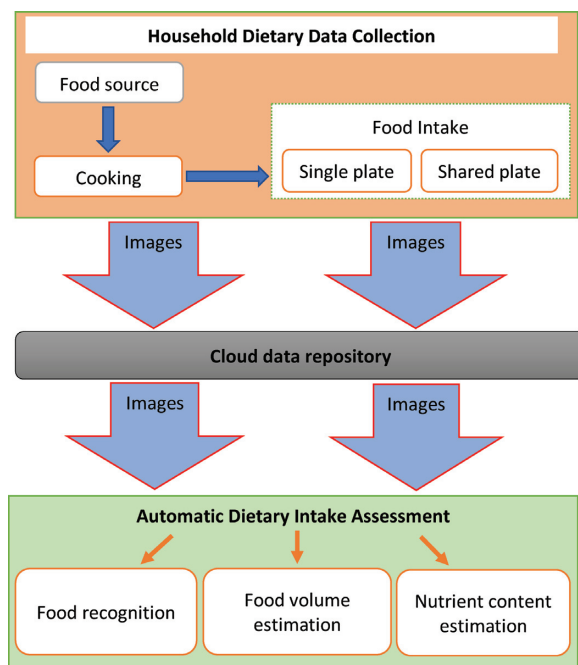 Household Dietary Data Collection
Food source
Food Intake
Cooking
Single plate
Shared plate
Images
Images
Cloud data repository
Images
Images
Automatic Dietary Intake Assessment
Food recognition
Food volume
estimation
Nutrient content
estimation